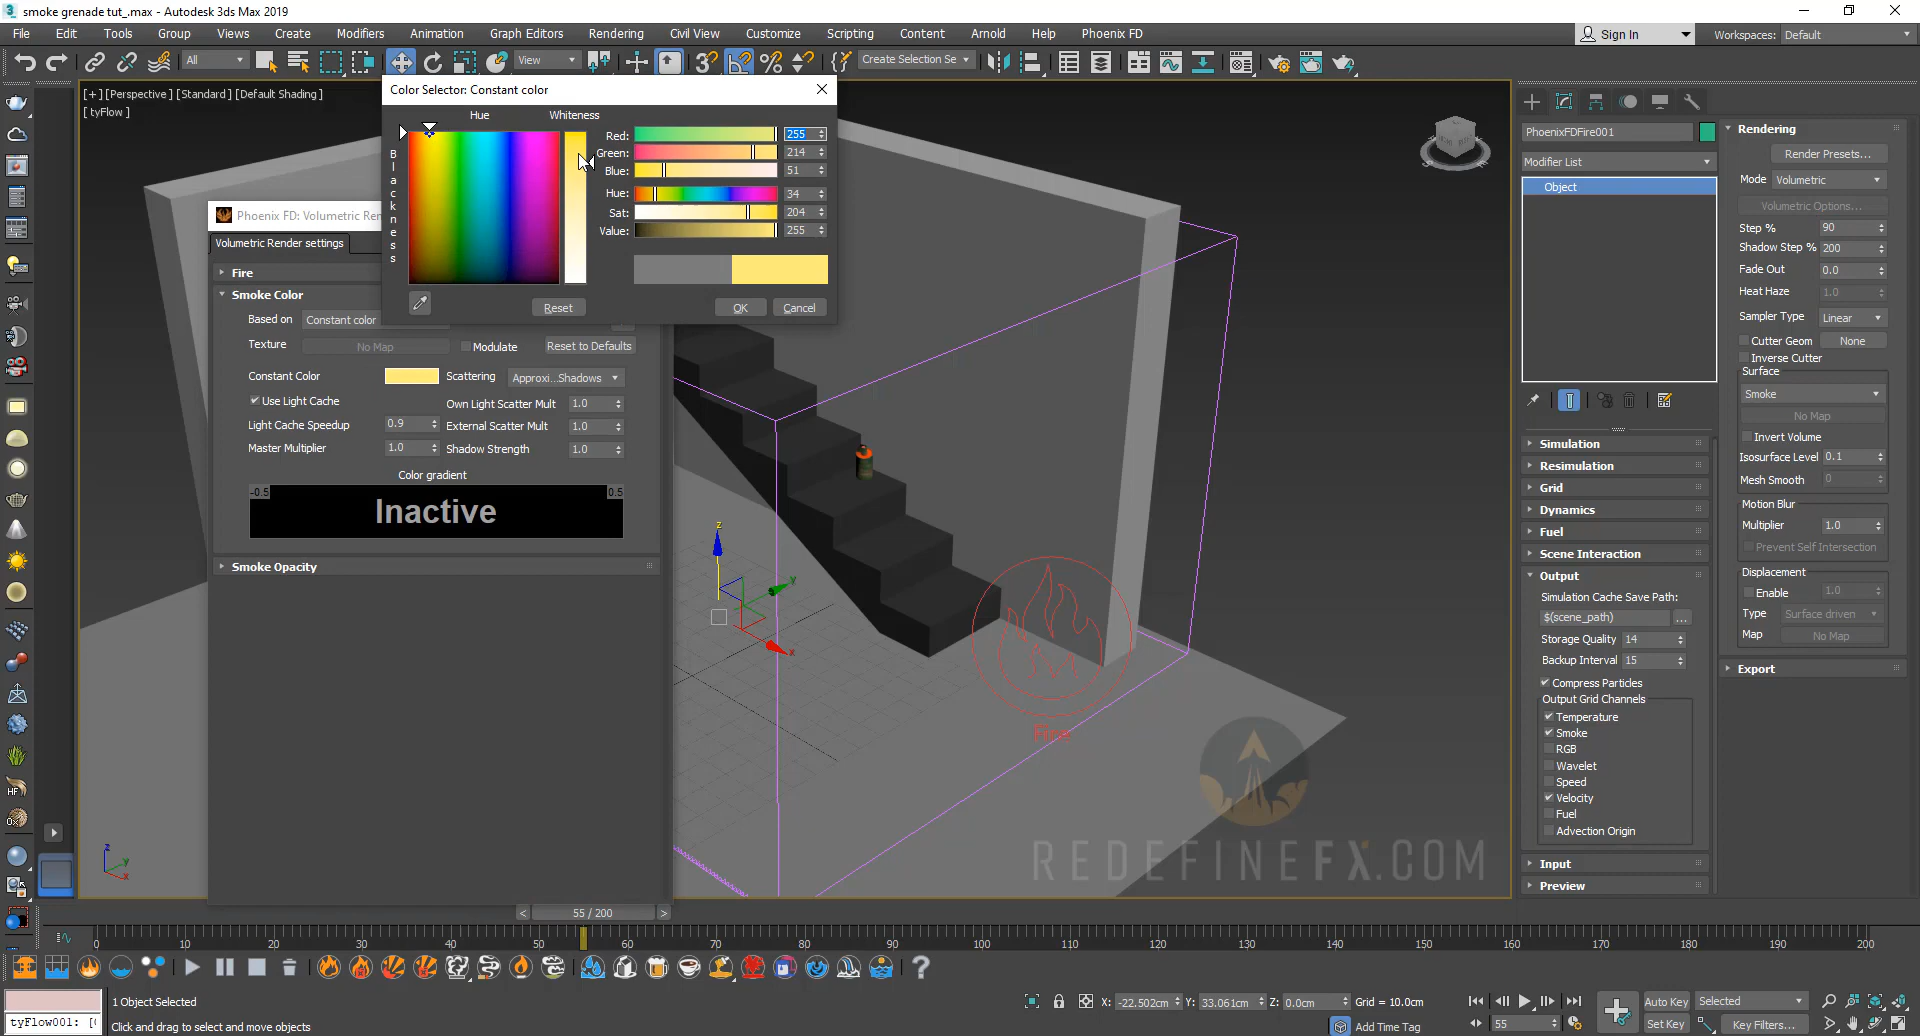 smoke grenade tut_.max - Autodesk 3ds Max 2019
File Edit Tools Group Views Create Modifiers Animation Graph Editors Rendering Civil View Customize Scripting Content Arnold Help Phoenix FD
Sign In Workspaces: Default
All View Create Selection Se
[+] [Perspective] [Standard] [Default Shading]
[ tyFlow ]
Color Selector: Constant color
Hue Whiteness
Blackness
Red: 255
Green: 214
Blue: 51
Hue: 34
Sat: 204
Value: 255
Reset OK Cancel
Phoenix FD: Volumetric Ren
Volumetric Render settings
Fire
Smoke Color
Based on Constant color
Texture No Map Modulate Reset to Defaults
Constant Color Scattering Approxi...Shadows
Use Light Cache Own Light Scatter Mult 1.0
Light Cache Speedup 0.9 External Scatter Mult 1.0
Master Multiplier 1.0 Shadow Strength 1.0
Color gradient
-0.5 0.5
Inactive
Smoke Opacity
z
y
x
Fire
REDEFINEFX.COM
z
y
x
PhoenixFDFire001
Modifier List
Object
Simulation
Resimulation
Grid
Dynamics
Fuel
Scene Interaction
Output
Simulation Cache Save Path:
$(scene_path) ...
Storage Quality 14
Backup Interval 15
Compress Particles
Output Grid Channels
Temperature
Smoke
RGB
Wavelet
Speed
Velocity
Fuel
Advection Origin
Input
Preview
Rendering
Render Presets...
Mode Volumetric
Volumetric Options...
Step % 90
Shadow Step % 200
Fade Out 0.0
Heat Haze 1.0
Sampler Type Linear
Cutter Geom None
Inverse Cutter
Surface
Smoke
No Map
Invert Volume
Isosurface Level 0.1
Mesh Smooth 0
Motion Blur
Multiplier 1.0
Prevent Self Intersection
Displacement
Enable 1.0
Type Surface driven
Map No Map
Export
HF
< 55 / 200 >
0 10 20 30 40 50 60 70 80 90 100 110 120 130 140 150 160 170 180 190 200
1 Object Selected
X: -22.502cm Y: 33.061cm Z: 0.0cm Grid = 10.0cm
Auto Key Selected
tyFlow001: [
Click and drag to select and move objects
Add Time Tag
55
Set Key Key Filters...